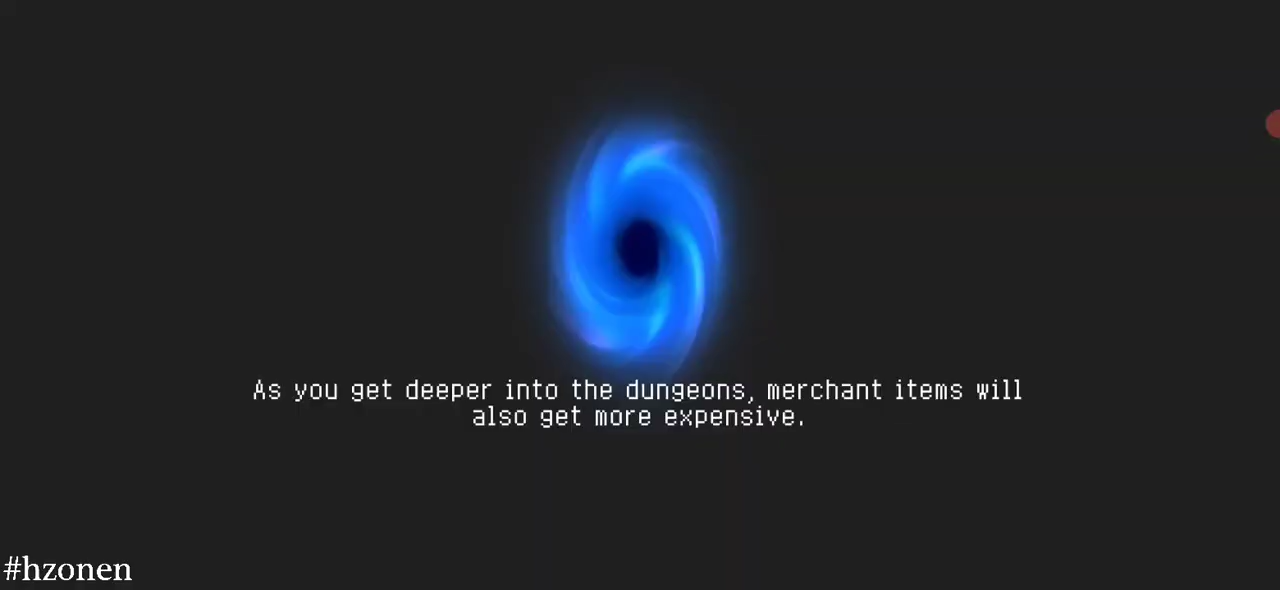 As you get deeper into the dungeons, merchant items will
also get more expensive.
#hzonen